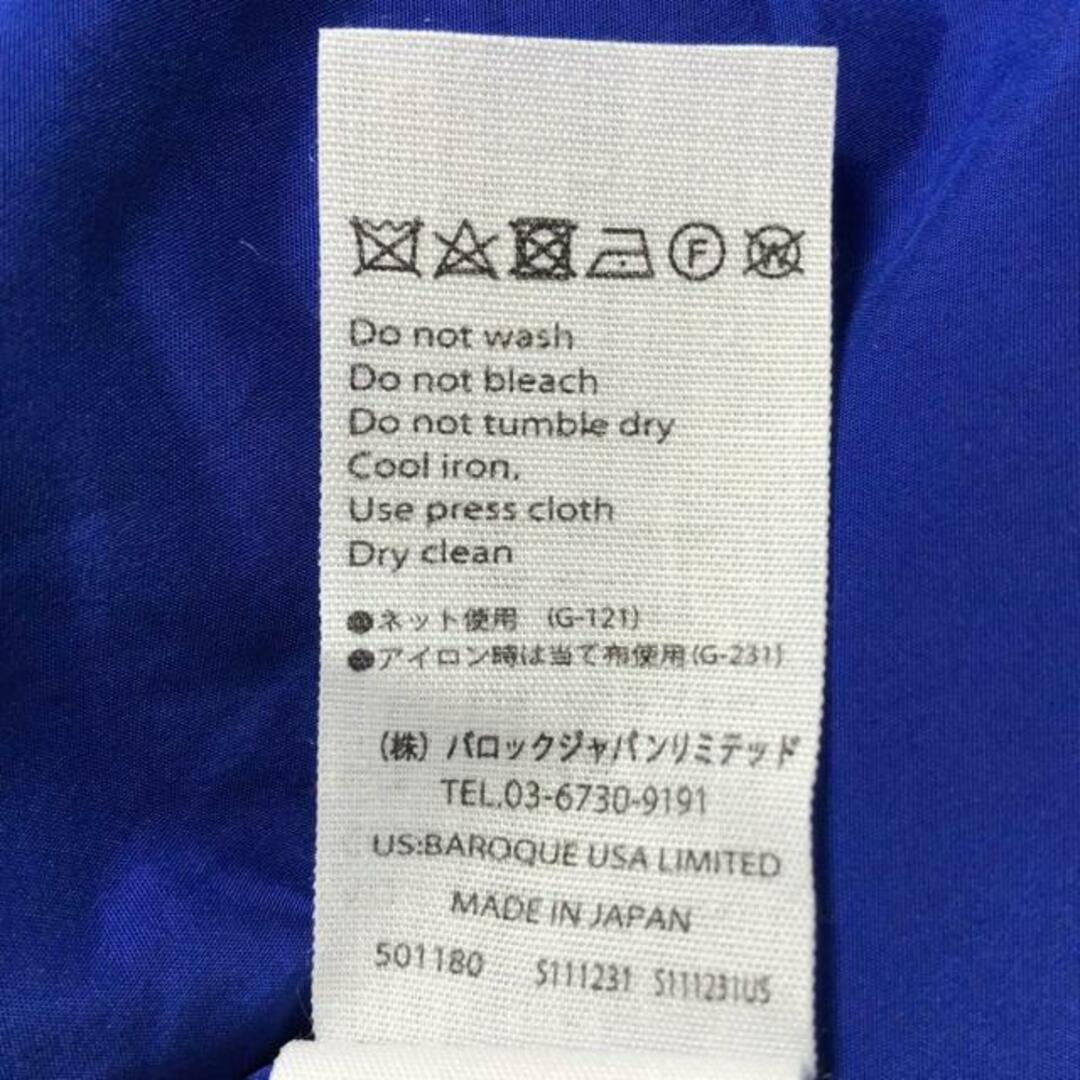 F W
Do not wash
Do not bleach
Do not tumble dry
Cool iron.
Use press cloth
Dry clean
●ネット使用 (G-121)
●アイロン時は当て布使用(G-231)
(株) バロックジャパンリミテッド
TEL.03-6730-9191
US:BAROQUE USA LIMITED
MADE IN JAPAN
501180 S111231 S111231US